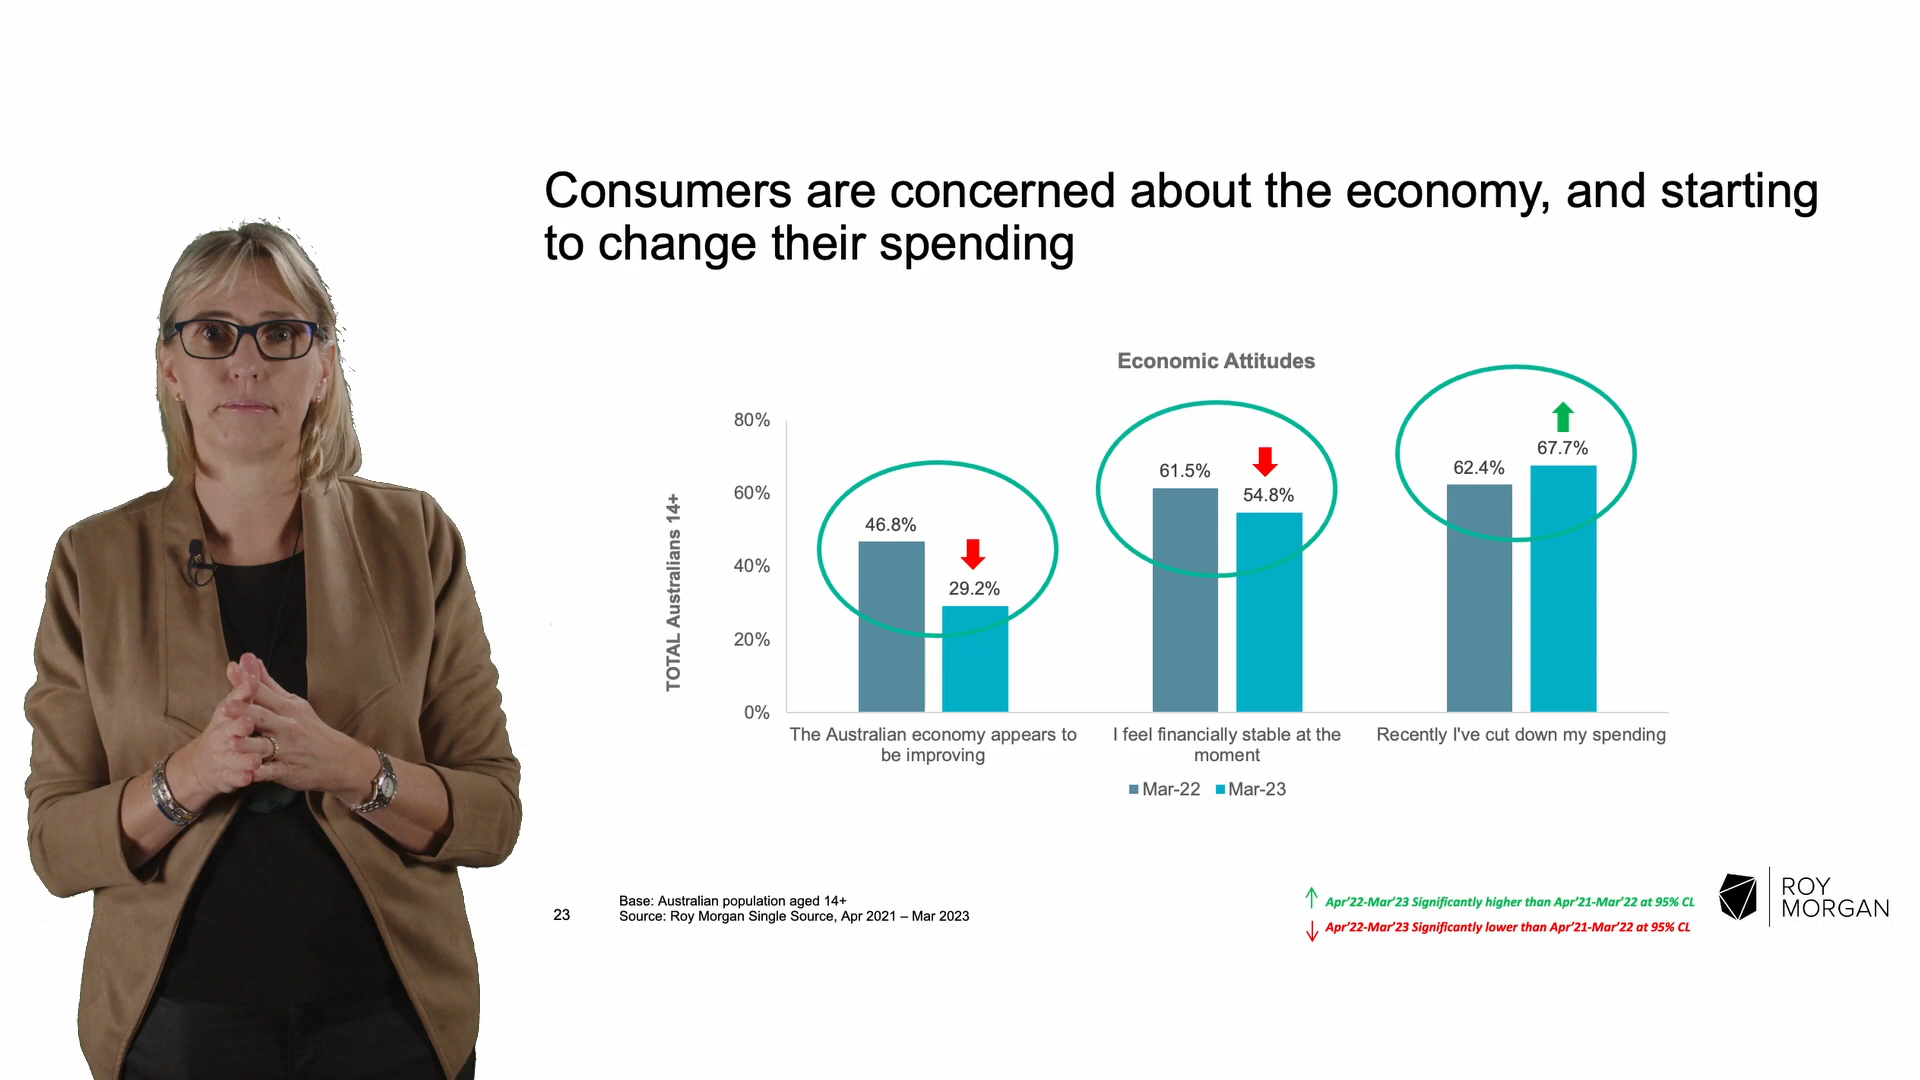 Consumers are concerned about the economy, and starting
to change their spending
Economic Attitudes
TOTAL Australians 14+
80%
60%
40%
20%
0%
46.8%
29.2%
61.5%
54.8%
62.4%
67.7%
The Australian economy appears to
be improving
I feel financially stable at the
moment
Recently I've cut down my spending
Mar-22
Mar-23
23
Base: Australian population aged 14+
Source: Roy Morgan Single Source, Apr 2021 – Mar 2023
Apr'22-Mar'23 Significantly higher than Apr'21-Mar'22 at 95% CL
Apr'22-Mar'23 Significantly lower than Apr'21-Mar'22 at 95% CL
ROY
MORGAN